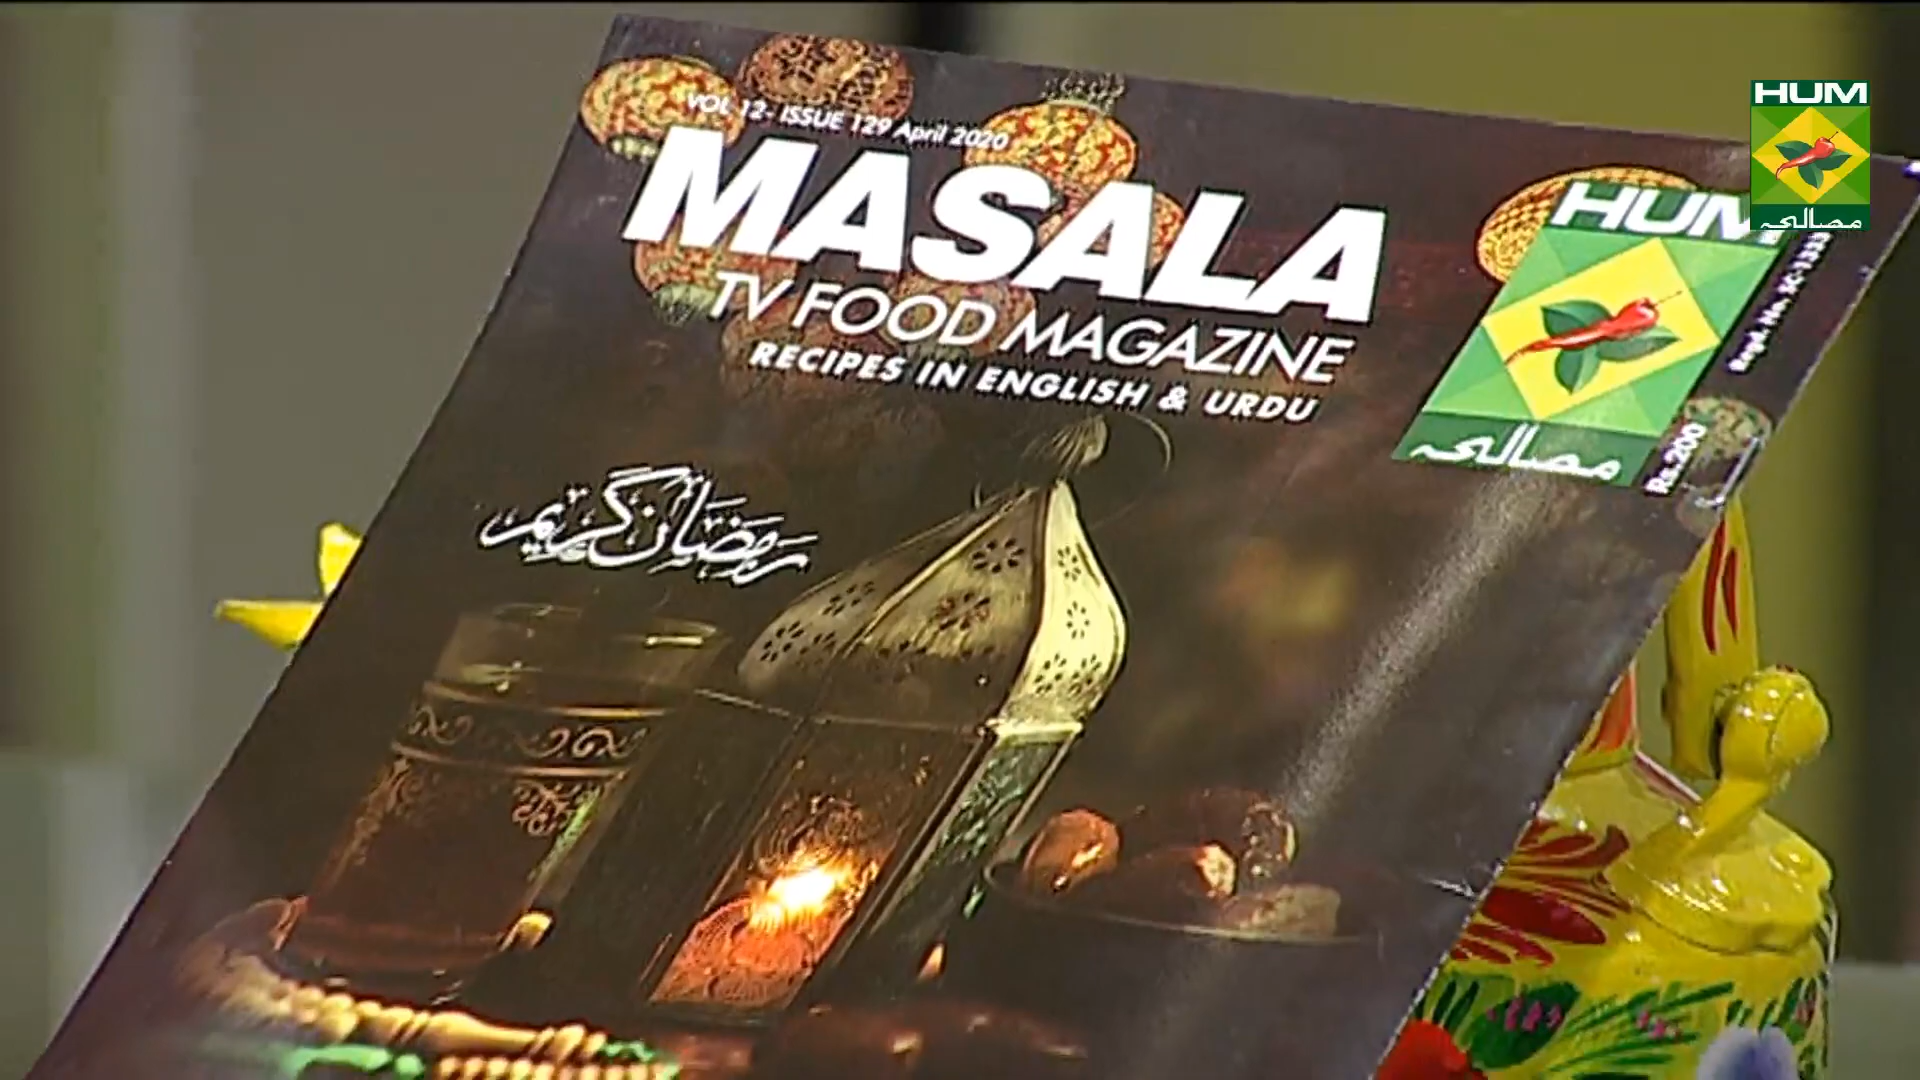 VOL 12- ISSUE 129 April 2020
MASALA
TV FOOD MAGAZINE
RECIPES IN ENGLISH & URDU
HUM
مصالحہ
Rs.200
رمضان كريم
HUM
مصالحہ